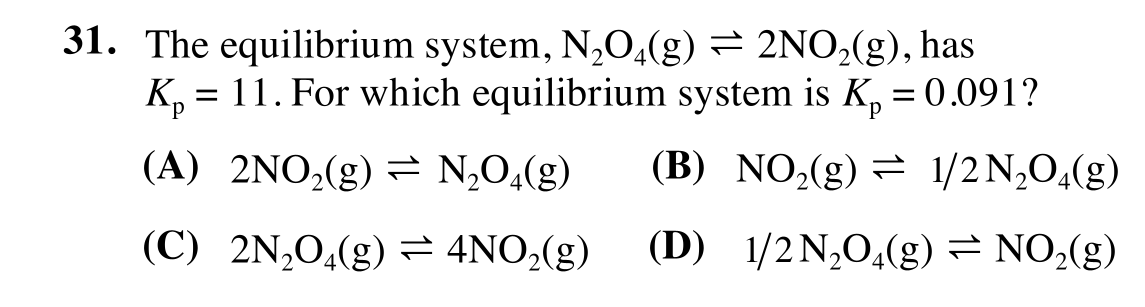 31. The equilibrium system, N₂O₄(g) ⇌ 2NO₂(g), has
Kₚ = 11. For which equilibrium system is Kₚ = 0.091?
(A) 2NO₂(g) ⇌ N₂O₄(g) (B) NO₂(g) ⇌ 1/2 N₂O₄(g)
(C) 2N₂O₄(g) ⇌ 4NO₂(g) (D) 1/2 N₂O₄(g) ⇌ NO₂(g)